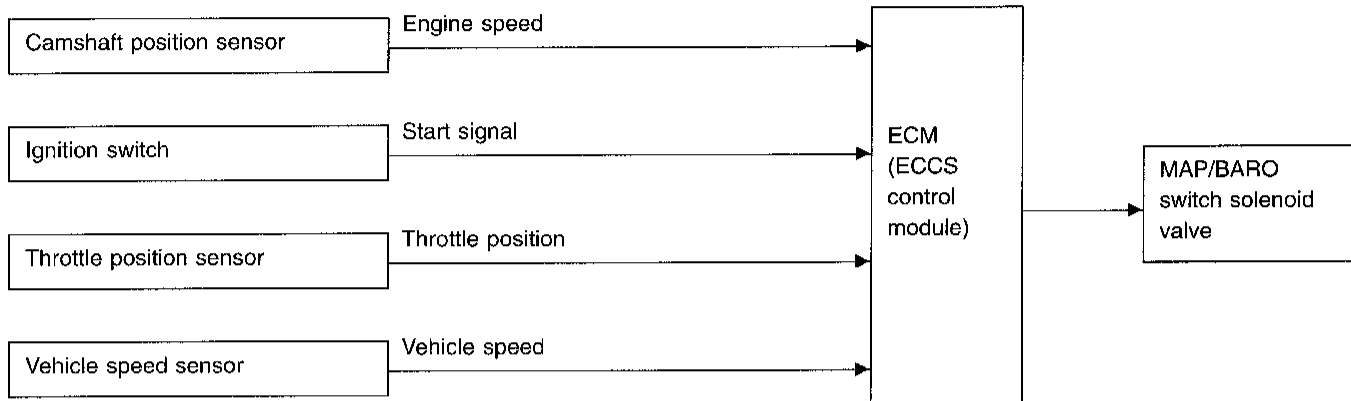 Camshaft position sensor
Engine speed
Ignition switch
Start signal
Throttle position sensor
Throttle position
Vehicle speed sensor
Vehicle speed
ECM
(ECCS
control
module)
MAP/BARO
switch solenoid
valve